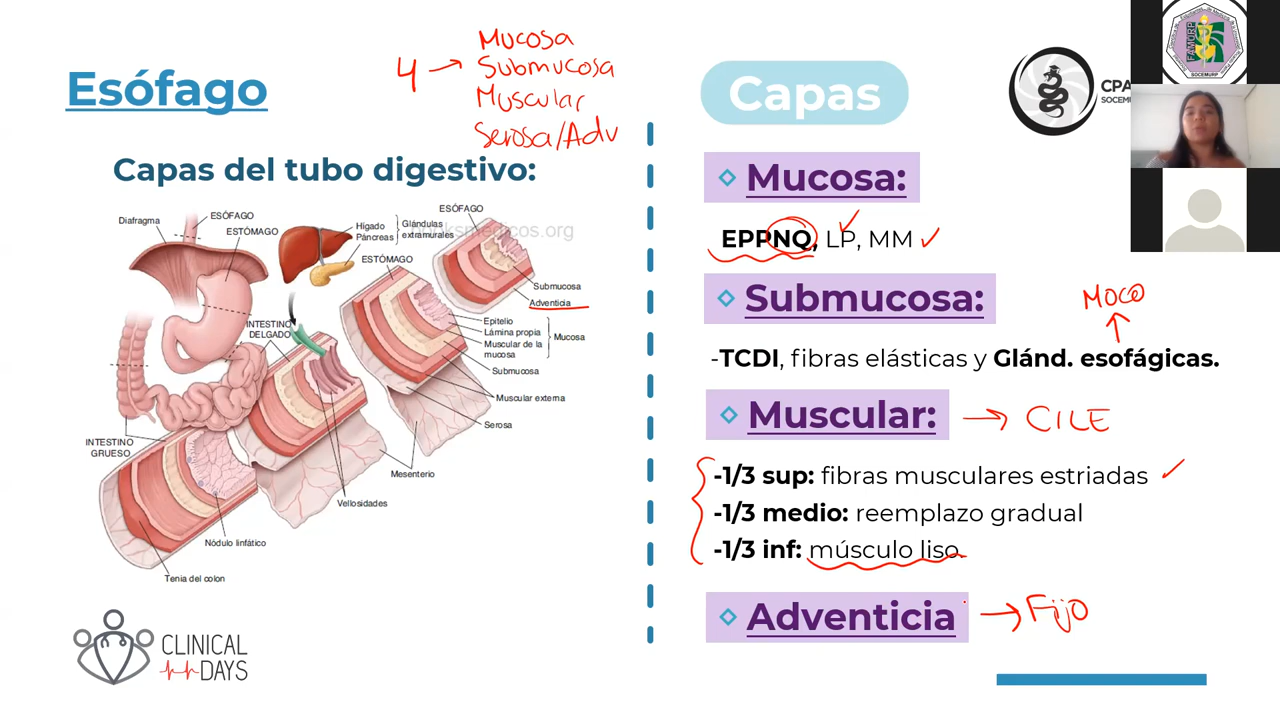 Esófago
4 → Mucosa
Submucosa
Muscular
Serosa/Adv
Capas del tubo digestivo:
Diafragma
ESÓFAGO
ESTÓMAGO
Hígado
Páncreas
Glándulas
extramurales
ESÓFAGO
ESTÓMAGO
Submucosa
Adventicia
INTESTINO
DELGADO
Epitelio
Lámina propia
Muscular de la
mucosa
Mucosa
Submucosa
Muscular externa
Serosa
INTESTINO
GRUESO
Mesenterio
Vellosidades
Nódulo linfático
Tenia del colon
CLINICAL
DAYS
Capas
Mucosa:
EPPNQ, LP, MM
Submucosa:
Moco
-TCDI, fibras elásticas y Gländ. esofágicas.
Muscular: → CILE
-1/3 sup: fibras musculares estriadas
-1/3 medio: reemplazo gradual
-1/3 inf: músculo liso.
Adventicia → Fijo
CPA
SOCEMU
FAMURP
SOCEMURP